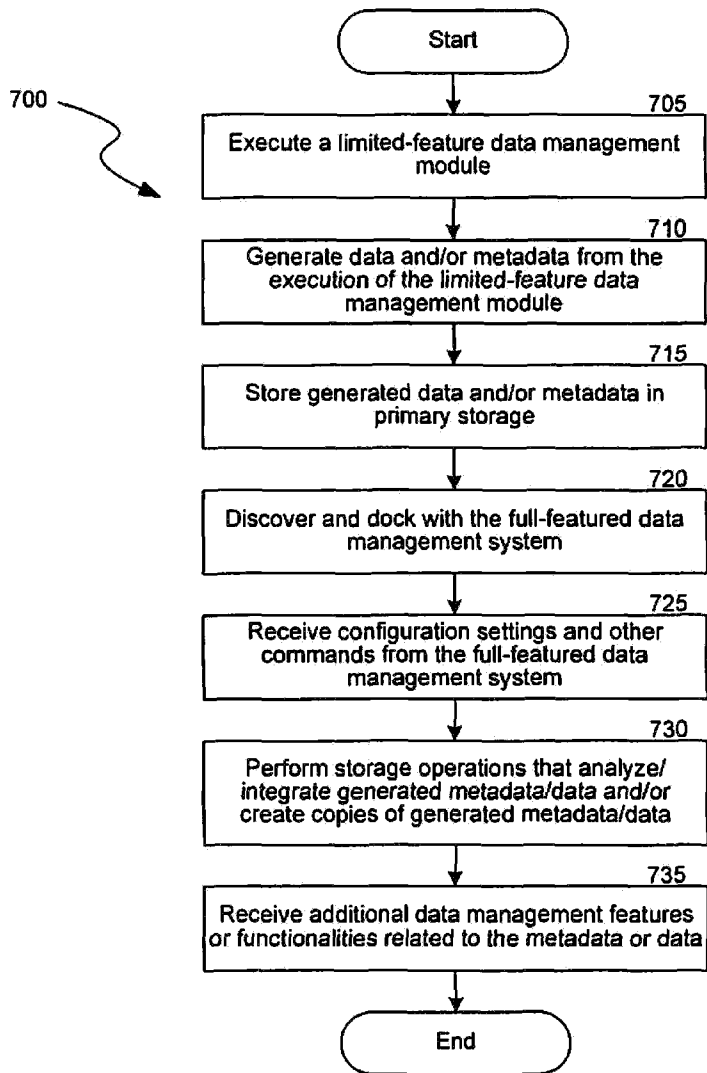 Start
700
705
Execute a limited-feature data management
module
710
Generate data and/or metadata from the
execution of the limited-feature data
management module
715
Store generated data and/or metadata in
primary storage
720
Discover and dock with the full-featured data
management system
725
Receive configuration settings and other
commands from the full-featured data
management system
730
Perform storage operations that analyze/
integrate generated metadata/data and/or
create copies of generated metadata/data
735
Receive additional data management features
or functionalities related to the metadata or data
End